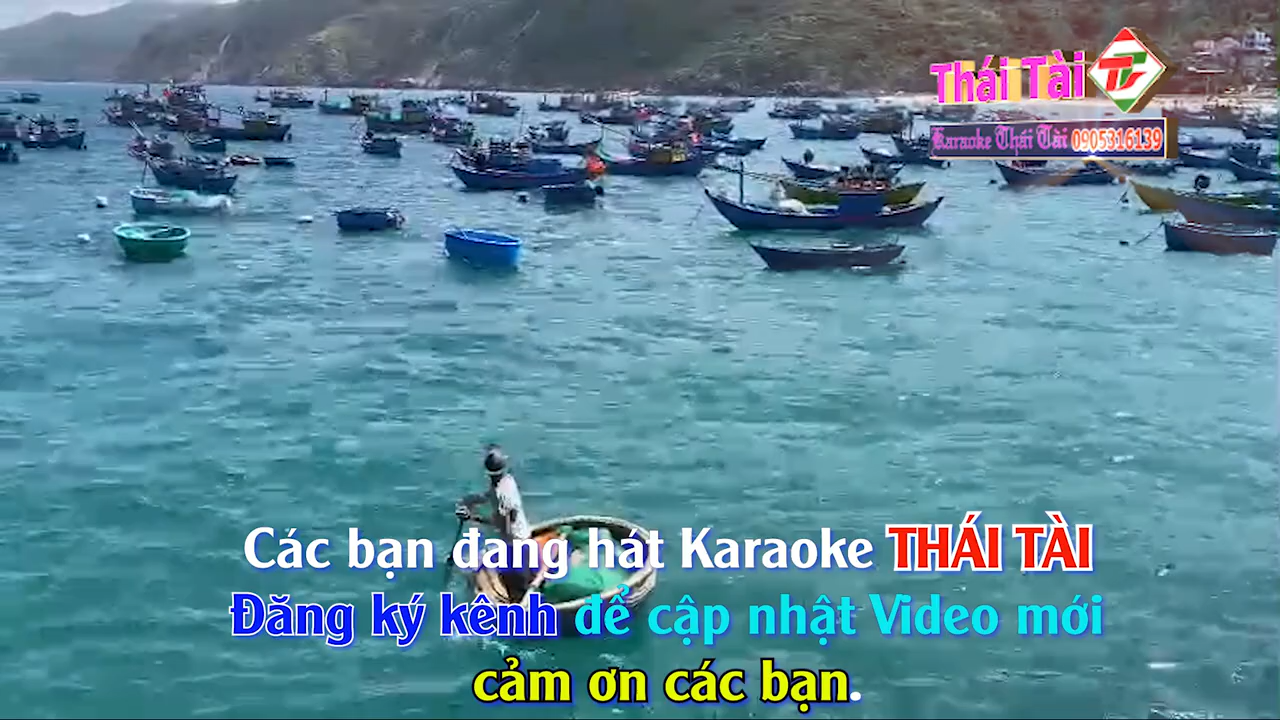 Thái Tài
Karaoke Thái Tài 0905316139
Các bạn đang hát Karaoke THÁI TÀI
Đăng ký kênh để cập nhật Video mới
cảm ơn các bạn.